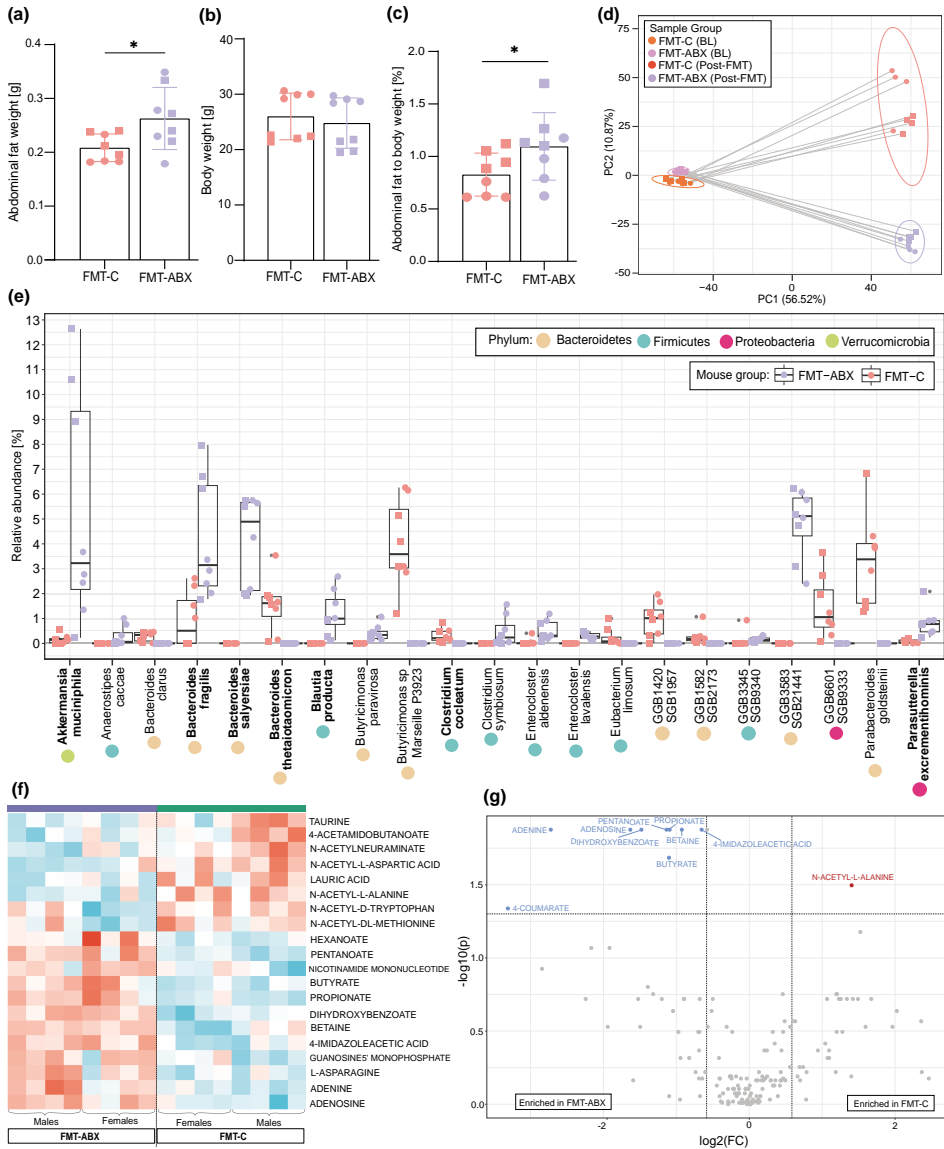 (a)
Abdominal fat weight [g]
0.4
0.3
0.2
0.1
0.0
*
FMT-C
FMT-ABX
(b)
Body weight [g]
40
30
20
10
0
FMT-C
FMT-ABX
(c)
Abdominal fat to body weight [%]
2.0
1.5
1.0
0.5
0.0
*
FMT-C
FMT-ABX
(d)
PC2 (10.87%)
75
50
25
0
−25
−50
Sample Group
FMT-C (BL)
FMT-ABX (BL)
FMT-C (Post-FMT)
FMT-ABX (Post-FMT)
−40
0
40
PC1 (56.52%)
(e)
Relative abundance [%]
13
12
11
10
9
8
7
6
5
4
3
2
1
0
Phylum: Bacteroidetes Firmicutes Proteobacteria Verrucomicrobia
Mouse group: FMT−ABX FMT−C
Akkermansia
muciniphila
Anaerostipes
caccae
Bacteroides
clarus
Bacteroides
fragilis
Bacteroides
salyersiae
Bacteroides
thetaiotaomicron
Blautia
producta
Butyricimonas
paravirosa
Butyricimonas sp
Marseille P3923
Clostridium
cocleatum
Clostridium
symbiosum
Enterocloster
aldenensis
Enterocloster
lavalensis
Eubacterium
limosum
GGB1420
SGB1957
GGB1582
SGB2173
GGB3345
SGB9340
GGB3583
SGB21441
GGB6601
SGB9333
Parabacteroides
goldsteinii
Parasutterella
excrementihominis
(f)
TAURINE
4-ACETAMIDOBUTANOATE
N-ACETYLNEURAMINATE
N-ACETYL-L-ASPARTIC ACID
LAURIC ACID
N-ACETYL-L-ALANINE
N-ACETYL-D-TRYPTOPHAN
N-ACETYL-DL-METHIONINE
HEXANOATE
PENTANOATE
NICOTINAMIDE MONONUCLEOTIDE
BUTYRATE
PROPIONATE
DIHYDROXYBENZOATE
BETAINE
4-IMIDAZOLEACETIC ACID
GUANOSINE5' MONOPHOSPHATE
L-ASPARAGINE
ADENINE
ADENOSINE
Males
Females
Females
Males
FMT-ABX
FMT-C
(g)
-log10(p)
1.5
1.0
0.5
0.0
ADENINE
ADENOSINE
PENTANOATE
PROPIONATE
DIHYDROXYBENZOATE
BETAINE
4-IMIDAZOLEACETIC ACID
BUTYRATE
N-ACETYL-L-ALANINE
4-COUMARATE
Enriched in FMT-ABX
Enriched in FMT-C
−2
0
2
log2(FC)